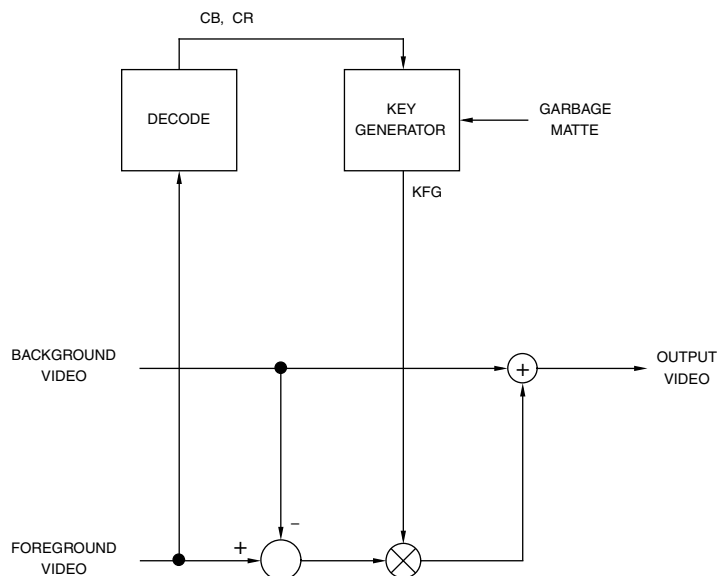 CB, CR
DECODE
KEY
GENERATOR
GARBAGE
MATTE
KFG
BACKGROUND
VIDEO
+
OUTPUT
VIDEO
–
FOREGROUND
VIDEO
+